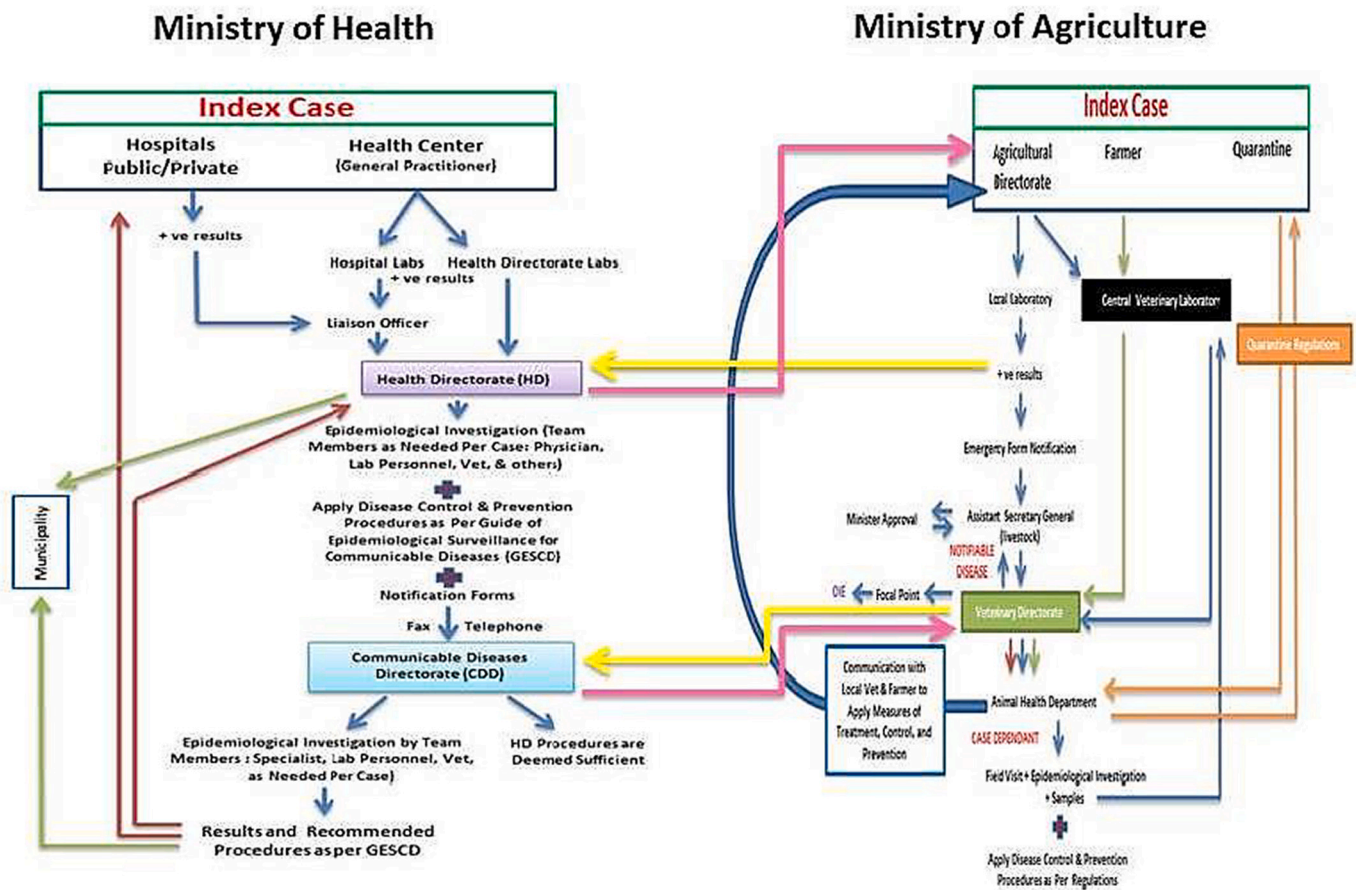 Ministry of Health
Index Case
Hospitals
Public/Private
Health Center
(General Practitioner)
+ ve results
Hospital Labs
Health Directorate Labs
+ ve results
Liaison Officer
Health Directorate (HD)
Epidemiological Investigation (Team
Members as Needed Per Case: Physician,
Lab Personnel, Vet, & others)
Apply Disease Control & Prevention
Procedures as Per Guide of
Epidemiological Surveillance for
Communicable Diseases (GESCD)
Notification Forms
Fax
Telephone
Communicable Diseases
Directorate (CDD)
Epidemiological Investigation by Team
Members : Specialist, Lab Personnel, Vet,
as Needed Per Case)
HD Procedures are
Deemed Sufficient
Results and Recommended
Procedures as per GESCD
Municipality
Ministry of Agriculture
Index Case
Agricultural
Directorate
Farmer
Quarantine
Local Laboratory
Central Veterinary Laboratory
Quarantine Regulations
+ve results
Emergency Form Notification
Minister Approval
Assistant Secretary General
(livestock)
NOTIFIABLE
DISEASE
OIE
Focal Point
Veterinary Directorate
Communication with
Local Vet & Farmer to
Apply Measures of
Treatment, Control, and
Prevention
Animal Health Department
CASE DEPENDANT
Field Visit + Epidemiological Investigation
+ Samples
Apply Disease Control & Prevention
Procedures as Per Regulations